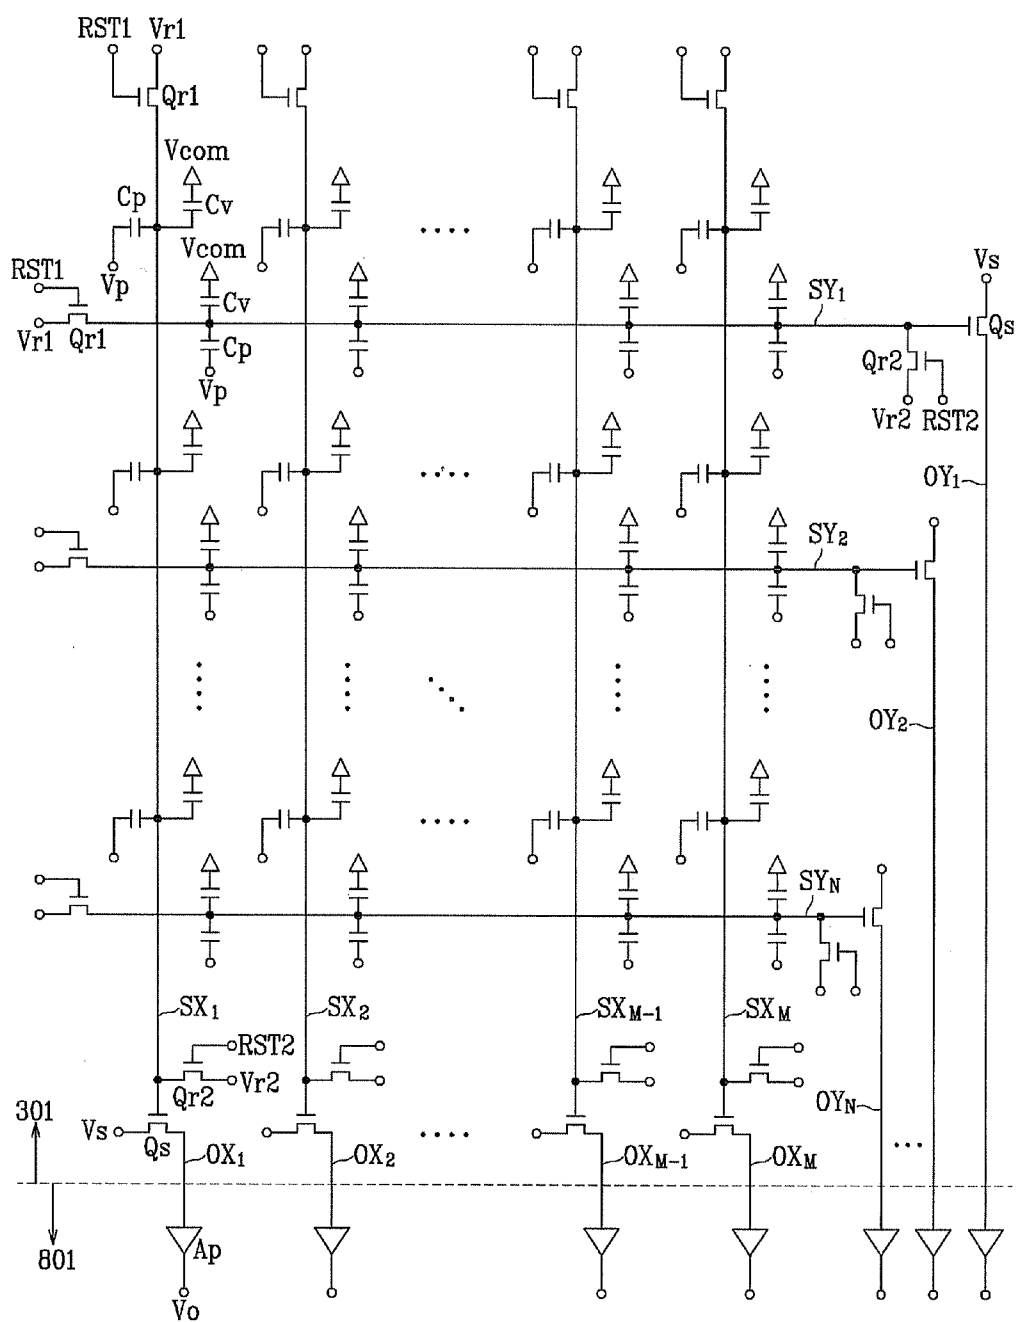 RST1 Vr1
Qr1
Vcom
Cp
Cv
Vp
Vcom
RST1
Cv
Vr1 Qr1
Cp
Vp
SY1
Vs
Qs
Qr2
Vr2 RST2
OY1
SY2
OY2
SYN
SX1 SX2 SXM-1 SXM
RST2
Vr2
Qr2
OYN
301
Vs
Qs
OX1 OX2 OXM-1 OXM
801
Ap
Vo